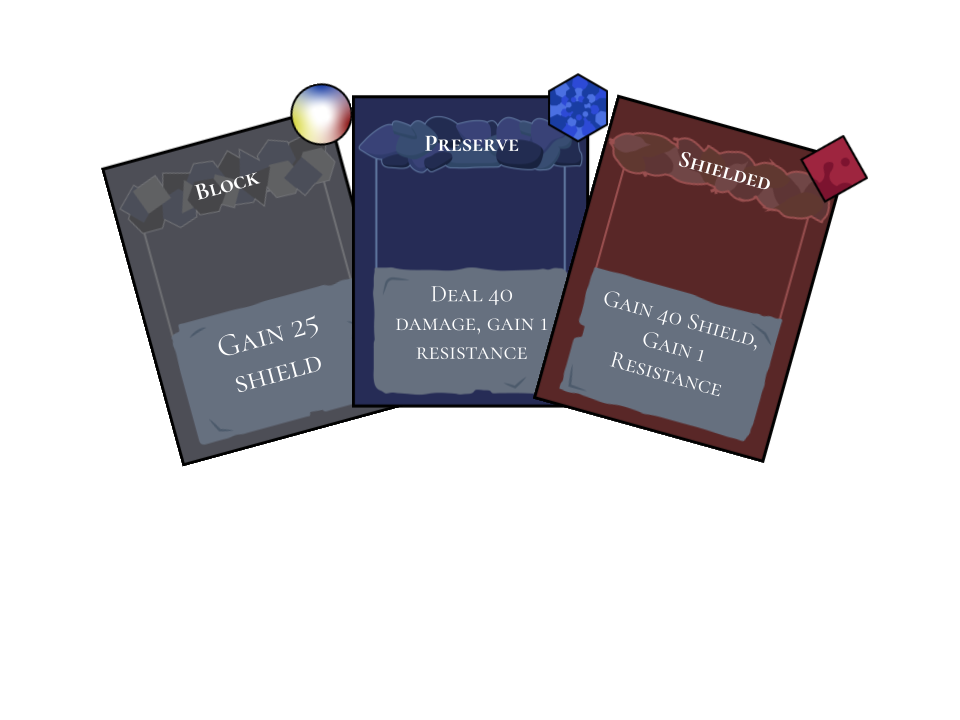 Block
Gain 25
shield
Preserve
Deal 40
damage, gain 1
resistance
Shielded
Gain 40 Shield,
Gain 1
Resistance